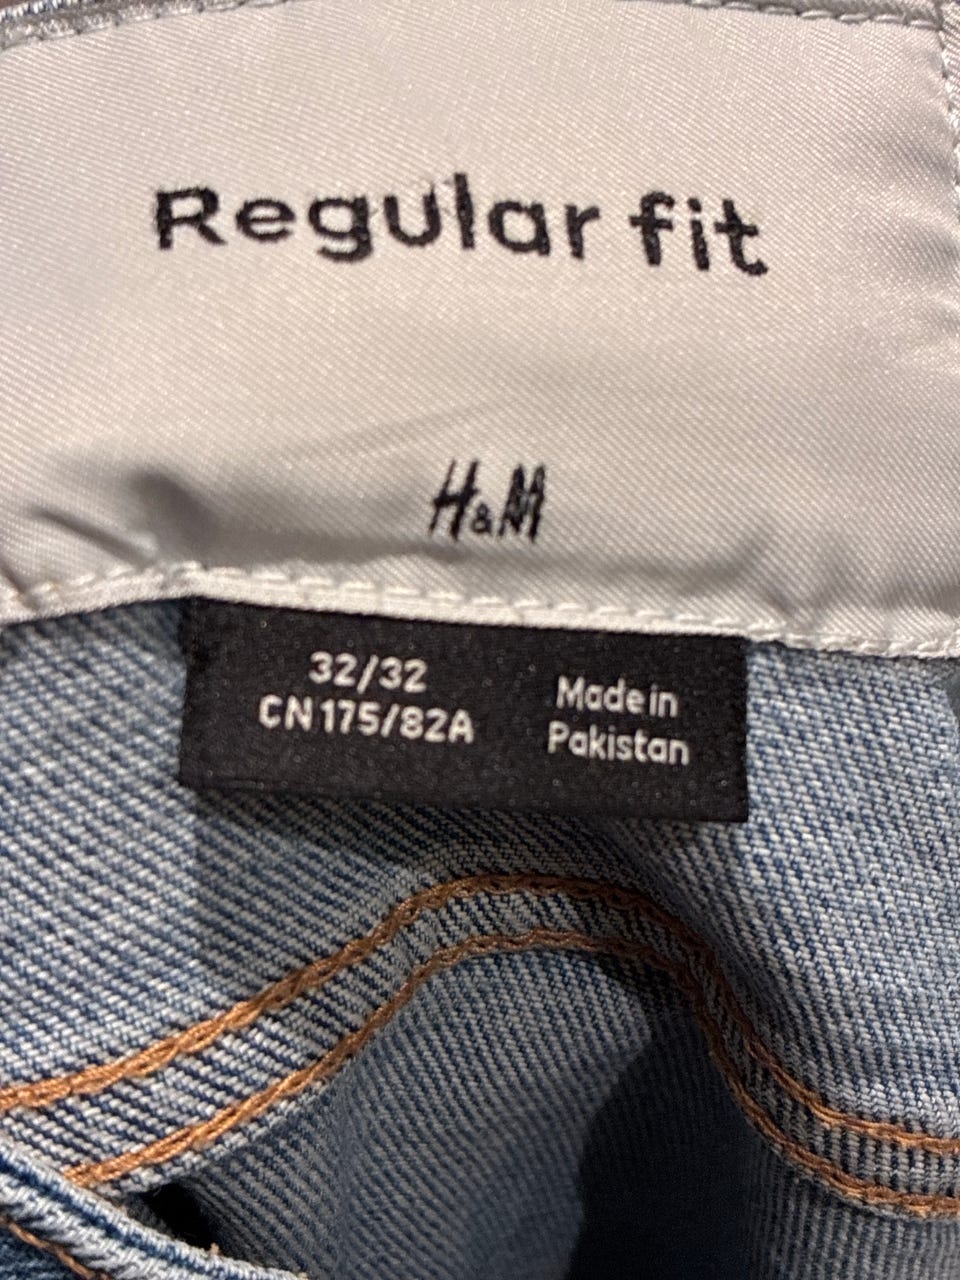 Regular fit
H&M
32/32
CN 175/82A
Made in
Pakistan